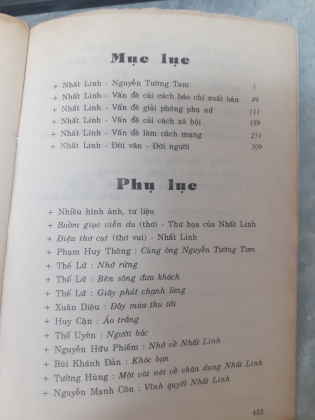 Mục lục
+ Nhất Linh - Nguyễn Tường Tam 5
+ Nhất Linh - Vấn đề cải cách báo chí xuất bản 49
+ Nhất Linh - Vấn đề giải phóng phụ nữ 111
+ Nhất Linh - Vấn đề cải cách xã hội 189
+ Nhất Linh - Vấn đề làm cách mạng 251
+ Nhất Linh - Đời văn - Đời người 309
Phụ lục
+ Nhiều hình ảnh, tư liệu
+ Buồm giục viễn du (thơ) - Thư họa của Nhất Linh
+ Điệu thơ cụt (thơ vui) - Nhất Linh
+ Phạm Huy Thông : Cùng ông Nguyễn Tường Tam
+ Thế Lữ : Nhớ rừng
+ Thế Lữ : Bên sông đưa khách
+ Thế Lữ : Giây phút chạnh lòng
+ Xuân Diệu : Đây mùa thu tới
+ Huy Cận : Áo trắng
+ Thế Uyên : Người bác
+ Nguyễn Hữu Phiếm : Nhớ về Nhất Linh
+ Bùi Khánh Đản : Khóc bạn
+ Tường Hùng : Một vài nét về chân dung Nhất Linh
+ Nguyễn Mạnh Côn : Vĩnh quyết Nhất Linh
453